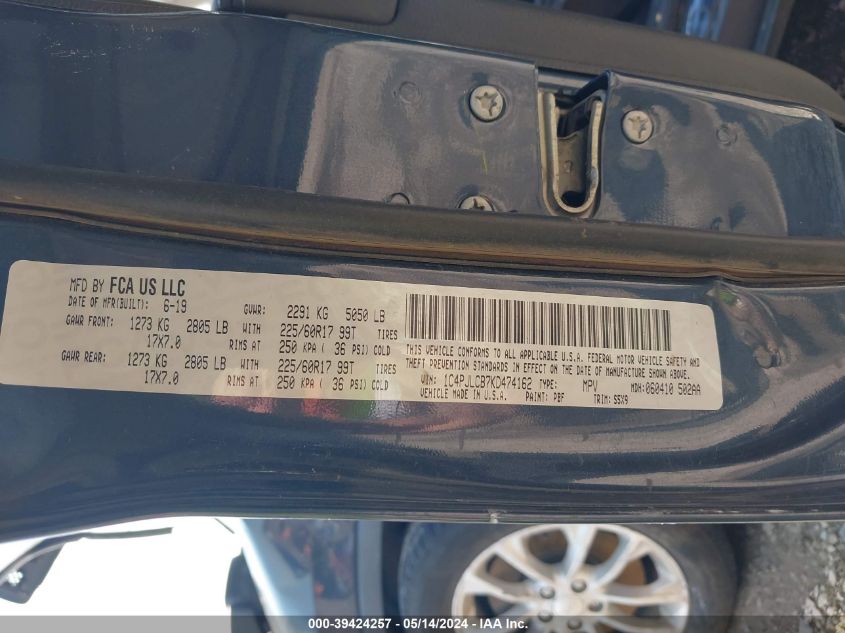 MFD BY FCA US LLC
DATE OF MFR(BUILT): 6-19 GVWR: 2291 KG 5050 LB
GAWR FRONT: 1273 KG 2805 LB WITH 225/60R17 99T TIRES
17X7.0 RIMS AT 250 KPA ( 36 PSI) COLD
GAWR REAR: 1273 KG 2805 LB WITH 225/60R17 99T TIRES
17X7.0 RIMS AT 250 KPA ( 36 PSI) COLD
THIS VEHICLE CONFORMS TO ALL APPLICABLE U.S.A. FEDERAL MOTOR VEHICLE SAFETY AND
THEFT PREVENTION STANDARDS IN EFFECT ON THE DATE OF MANUFACTURE SHOWN ABOVE.
VIN: 1C4PJLCB7KD474162 TYPE: MPV MDH: 060410 502AA
VEHICLE MADE IN U.S.A. PAINT: PBF TRIM: S5X9
000-39424257 - 05/14/2024 - IAA Inc.